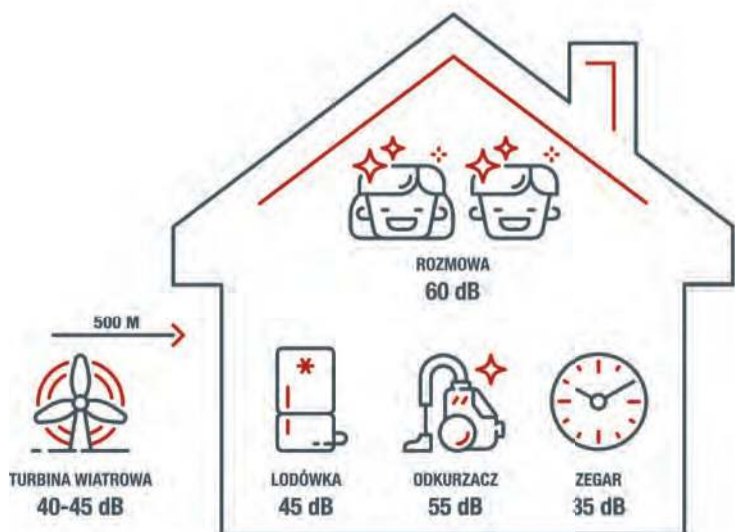 ROZMOWA
60 dB
500 M
TURBINA WIATROWA
40-45 dB
LODÓWKA
45 dB
ODKURZACZ
55 dB
ZEGAR
35 dB